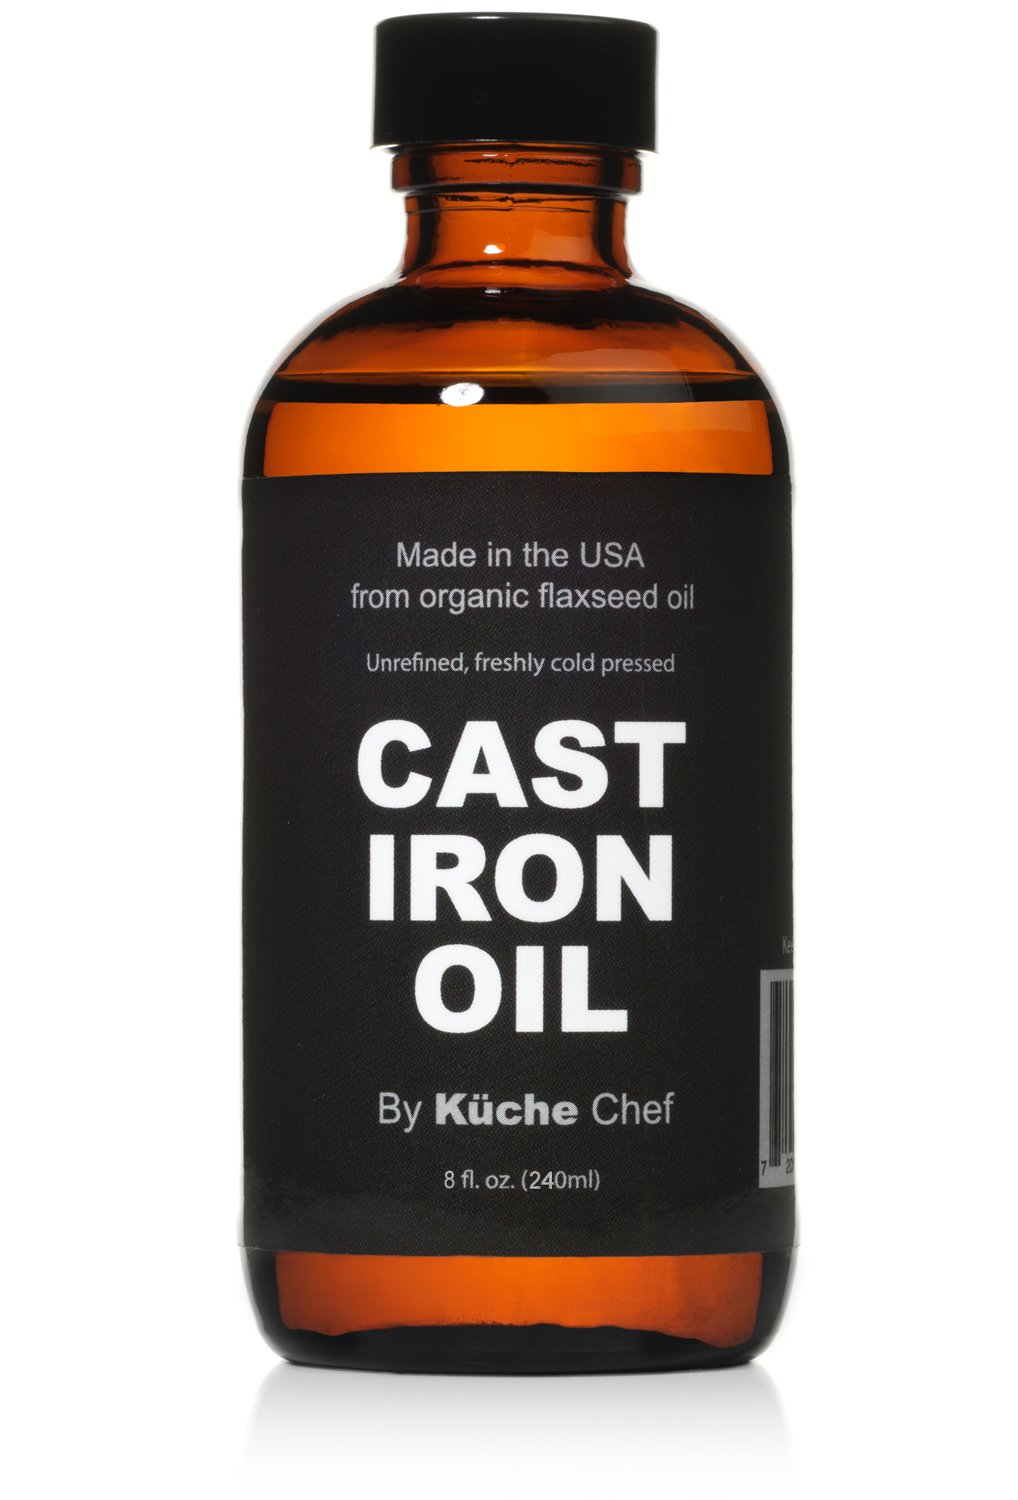 Made in the USA
from organic flaxseed oil
Unrefined, freshly cold pressed
CAST
IRON
OIL
By Küche Chef
8 fl. oz. (240ml)
7